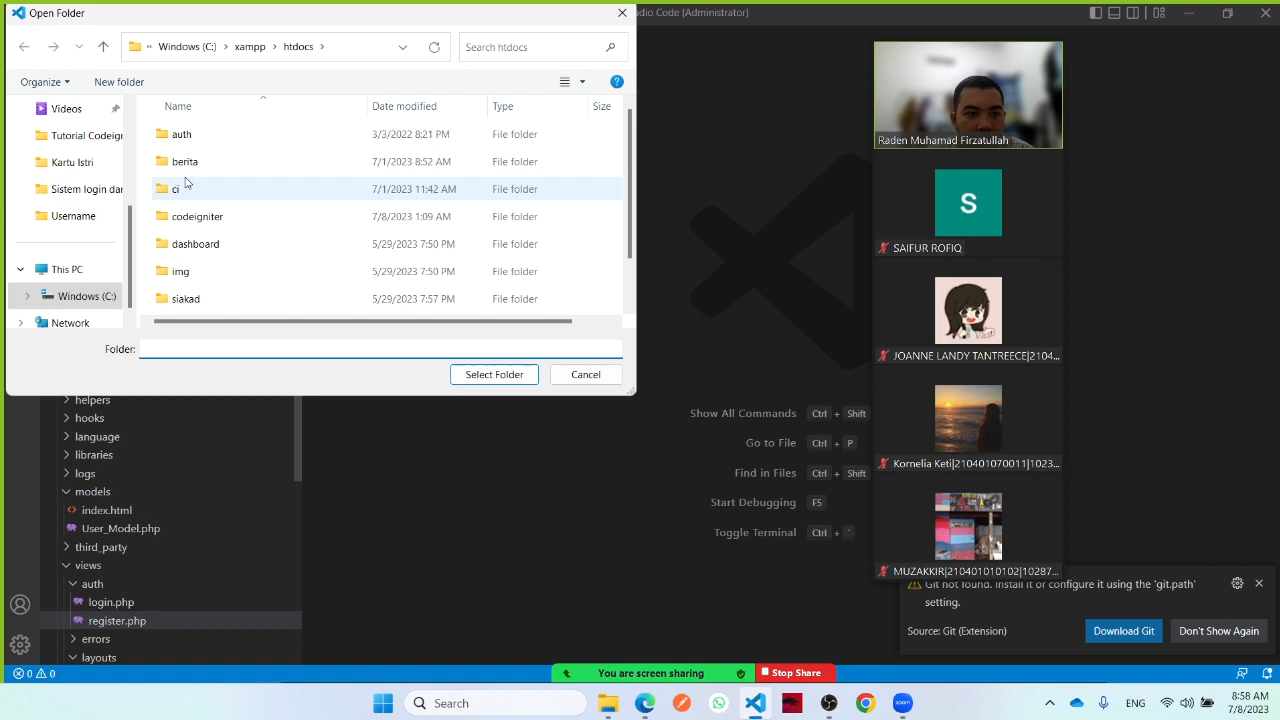 Open Folder
dio Code [Administrator]
« Windows (C:) > xampp > htdocs >
Search htdocs
Organize
New folder
Name
Date modified
Type
Size
Videos
Tutorial Codeigr
Kartu Istri
Sistem login dar
Username
This PC
Windows (C:)
Network
auth 3/3/2022 8:21 PM File folder
berita 7/1/2023 8:52 AM File folder
ci 7/1/2023 11:42 AM File folder
codeigniter 7/8/2023 1:09 AM File folder
dashboard 5/29/2023 7:50 PM File folder
img 5/29/2023 7:50 PM File folder
siakad 5/29/2023 7:57 PM File folder
Folder:
Select Folder
Cancel
helpers
hooks
language
libraries
logs
models
index.html
User_Model.php
third_party
views
auth
login.php
register.php
errors
layouts
Show All Commands Ctrl + Shift
Go to File Ctrl + P
Find in Files Ctrl + Shift
Start Debugging F5
Toggle Terminal Ctrl + `
Raden Muhamad Firzatullah
S
SAIFUR ROFIQ
JOANNE LANDY TANTREECE|2104...
Kornelia Keti|210401070011|1023...
MUZAKKIR|210401010102|10287...
Git not found. Install it or configure it using the 'git.path'
setting.
Source: Git (Extension)
Download Git
Don't Show Again
0 0
You are screen sharing
Stop Share
Search
zoom
ENG
8:58 AM
7/8/2023